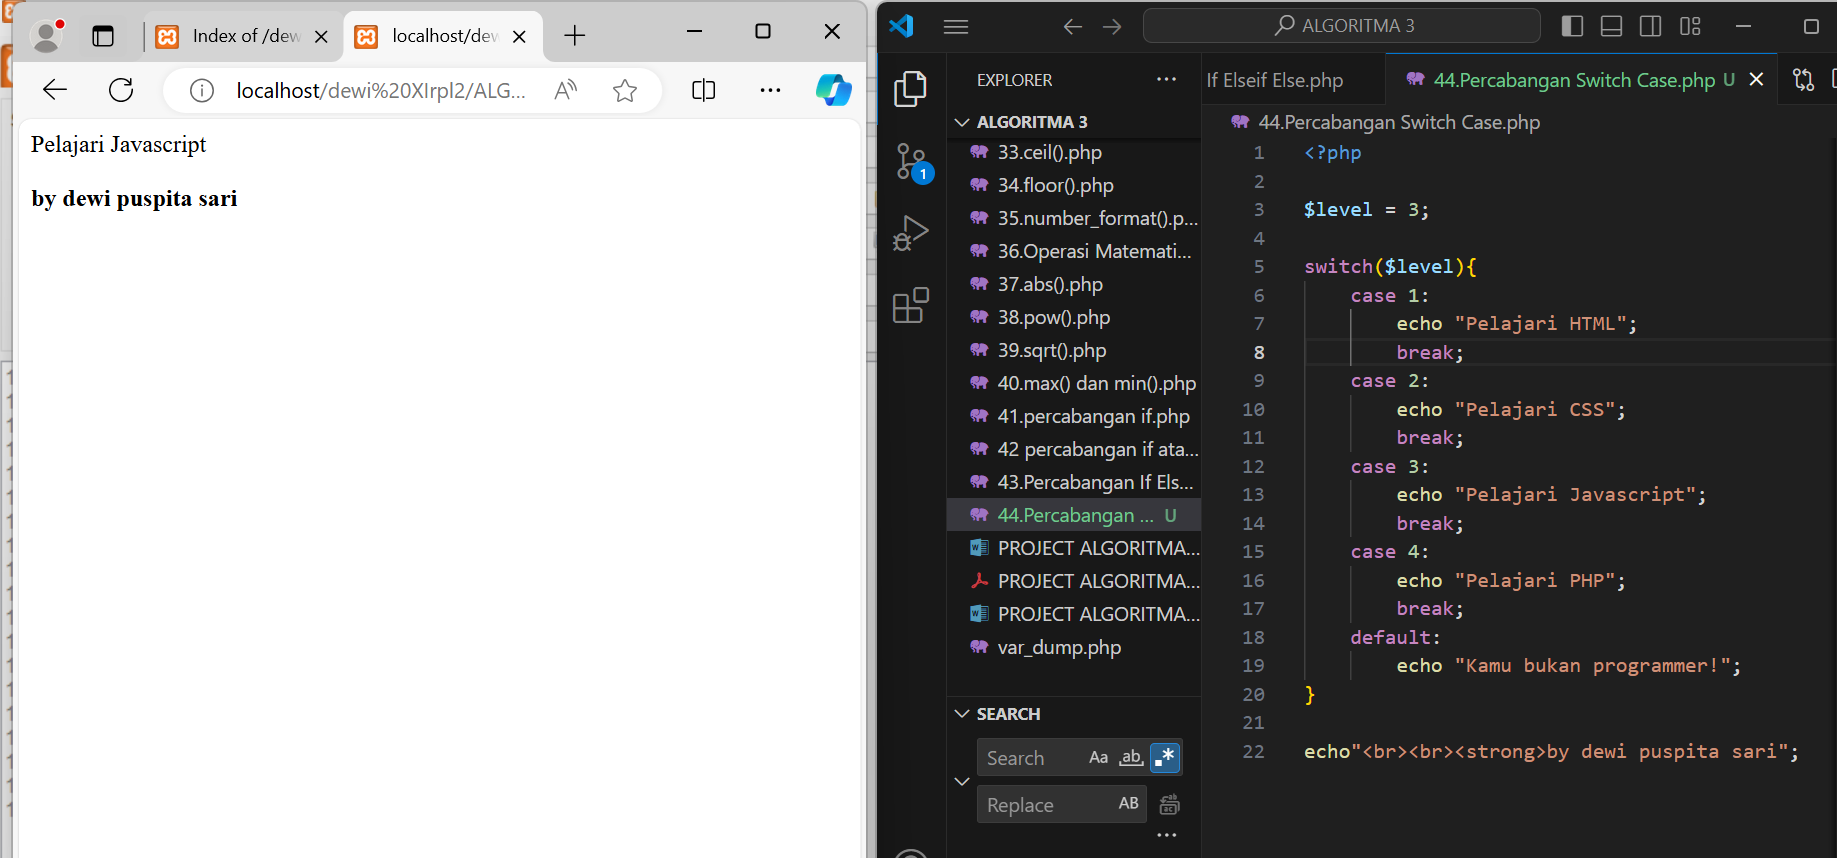 Index of /dew
localhost/dew
localhost/dewi%20XIrpl2/ALG...
Pelajari Javascript
by dewi puspita sari
ALGORITMA 3
EXPLORER
If Elseif Else.php
44.Percabangan Switch Case.php U
ALGORITMA 3
33.ceil().php
34.floor().php
35.number_format().p...
36.Operasi Matemati...
37.abs().php
38.pow().php
39.sqrt().php
40.max() dan min().php
41.percabangan if.php
42 percabangan if ata...
43.Percabangan If Els...
44.Percabangan ... U
PROJECT ALGORITMA...
PROJECT ALGORITMA...
PROJECT ALGORITMA...
var_dump.php
1
SEARCH
Search Aa ab .*
Replace AB
44.Percabangan Switch Case.php
1 <?php
2
3 $level = 3;
4
5 switch($level){
6 case 1:
7 echo "Pelajari HTML";
8 break;
9 case 2:
10 echo "Pelajari CSS";
11 break;
12 case 3:
13 echo "Pelajari Javascript";
14 break;
15 case 4:
16 echo "Pelajari PHP";
17 break;
18 default:
19 echo "Kamu bukan programmer!";
20 }
21
22 echo"<br><br><strong>by dewi puspita sari";